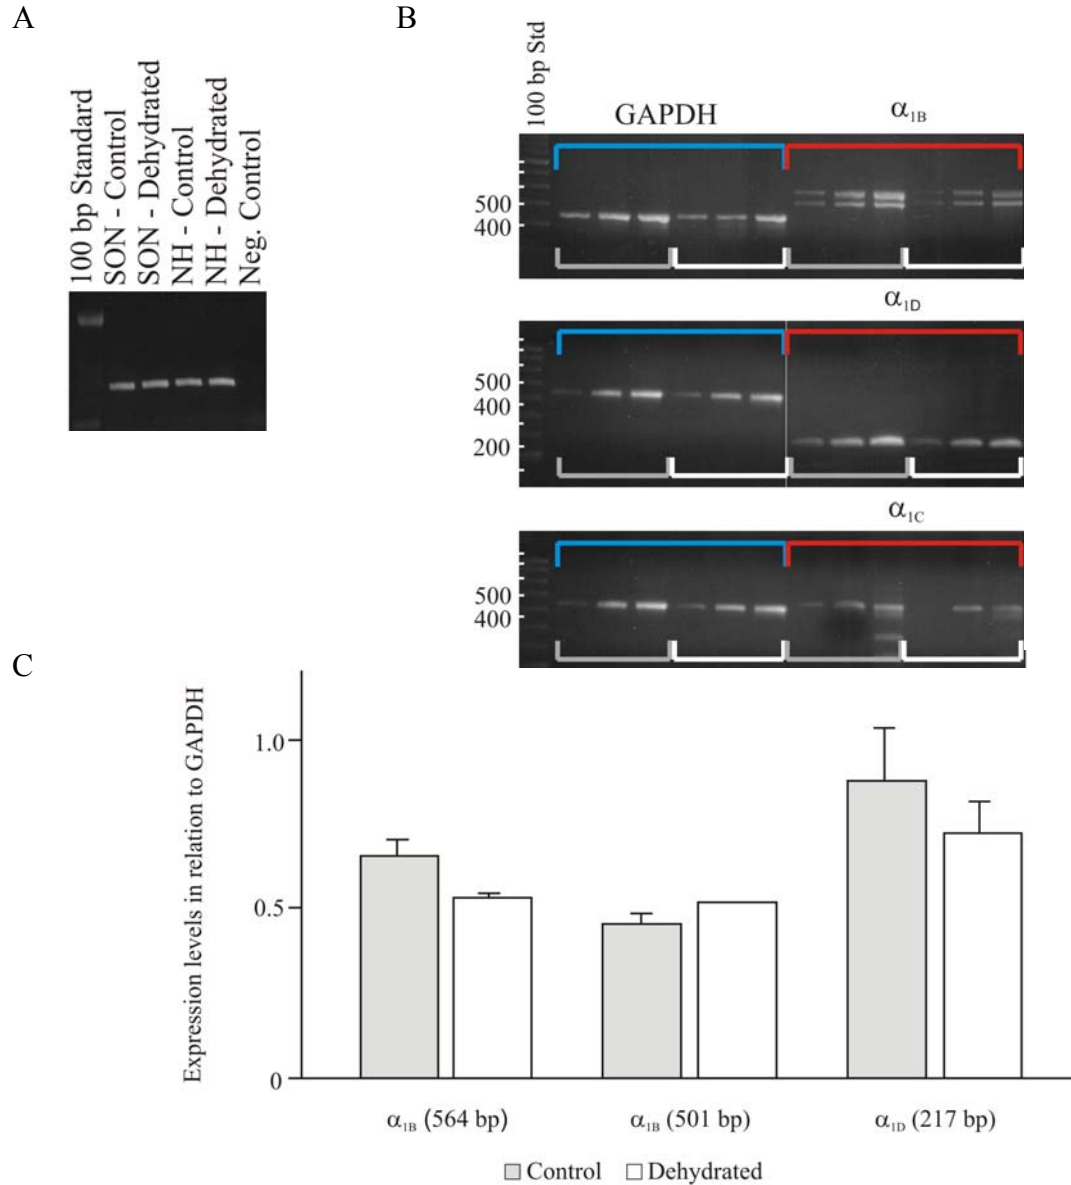 A
B
100 bp Standard
SON - Control
SON - Dehydrated
NH - Control
NH - Dehydrated
Neg. Control
100 bp Std
GAPDH
α1B
500
400
α1D
500
400
200
α1C
500
400
C
Expression levels in relation to GAPDH
1.0
0.5
0
α1B (564 bp)
α1B (501 bp)
α1D (217 bp)
Control
Dehydrated